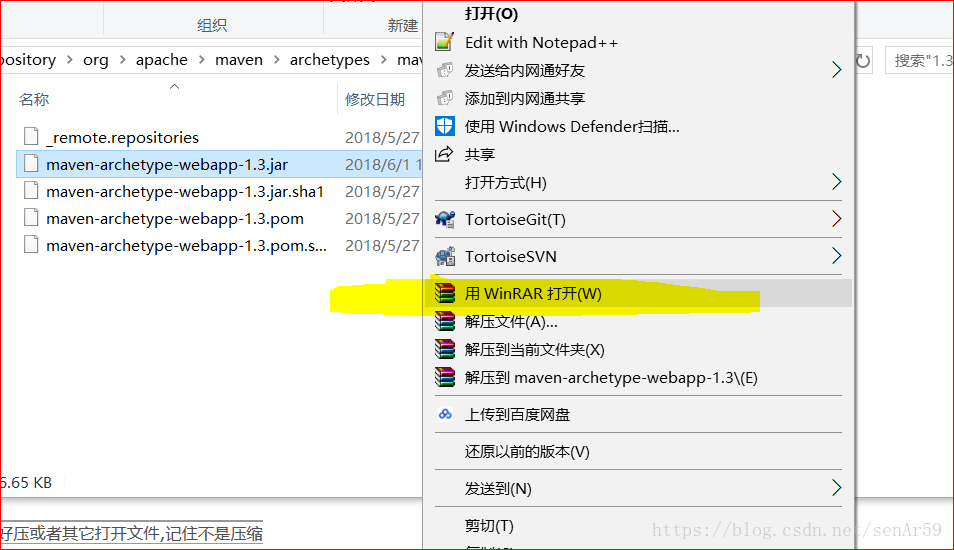 组织
新建
pository > org > apache > maven > archetypes > mav
搜索"1.3
名称
修改日期
_remote.repositories
2018/5/27
maven-archetype-webapp-1.3.jar
2018/6/1 1
maven-archetype-webapp-1.3.jar.sha1
2018/5/27
maven-archetype-webapp-1.3.pom
2018/5/27
maven-archetype-webapp-1.3.pom.s...
2018/5/27
6.65 KB
打开(O)
Edit with Notepad++
发送给内网通好友
添加到内网通共享
使用 Windows Defender扫描...
共享
打开方式(H)
TortoiseGit(T)
TortoiseSVN
用 WinRAR 打开(W)
解压文件(A)...
解压到当前文件夹(X)
解压到 maven-archetype-webapp-1.3\(E)
上传到百度网盘
还原以前的版本(V)
发送到(N)
剪切(T)
好压或者其它打开文件,记住不是压缩
https://blog.csdn.net/senAr59